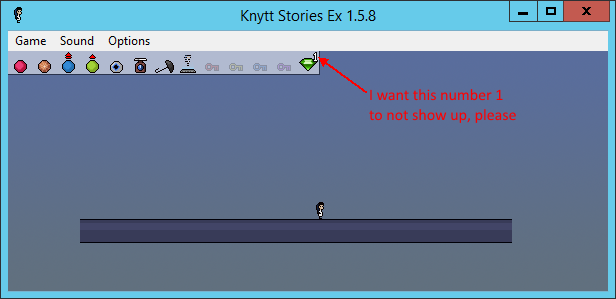 Knytt Stories Ex 1.5.8
Game Sound Options
1
I want this number 1
to not show up, please